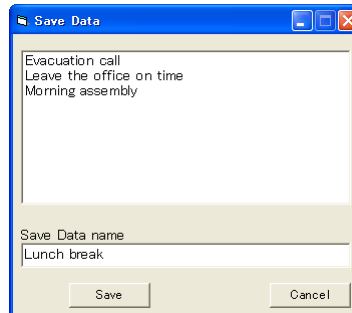 Save Data
Evacuation call
Leave the office on time
Morning assembly
Save Data name
Lunch break
Save
Cancel